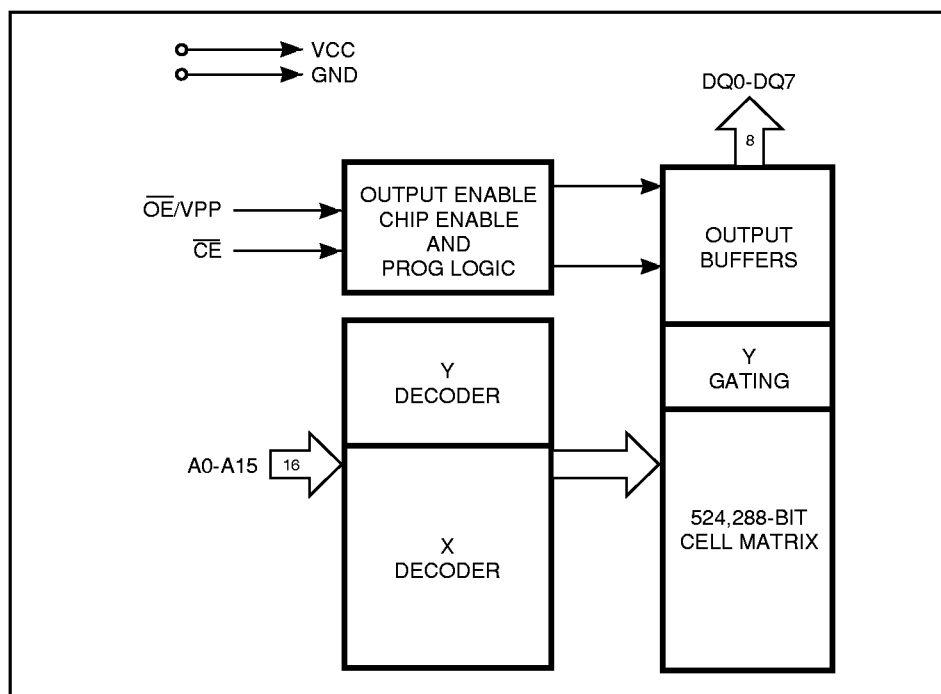 VCC
GND
DQ0-DQ7
8
OE/VPP
CE
OUTPUT ENABLE
CHIP ENABLE
AND
PROG LOGIC
OUTPUT
BUFFERS
Y
DECODER
Y
GATING
A0-A15
16
X
DECODER
524,288-BIT
CELL MATRIX